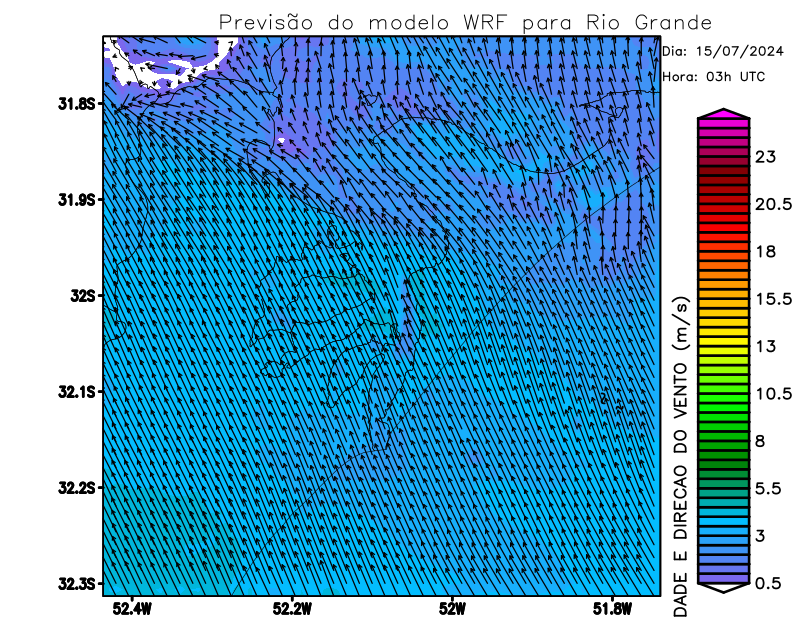 Previsão do modelo WRF para Rio Grande
Dia: 15/07/2024
Hora: 03h UTC
31.8S
31.9S
32S
32.1S
32.2S
32.3S
52.4W
52.2W
52W
51.8W
DADE E DIRECAO DO VENTO (m/s)
23
20.5
18
15.5
13
10.5
8
5.5
3
0.5